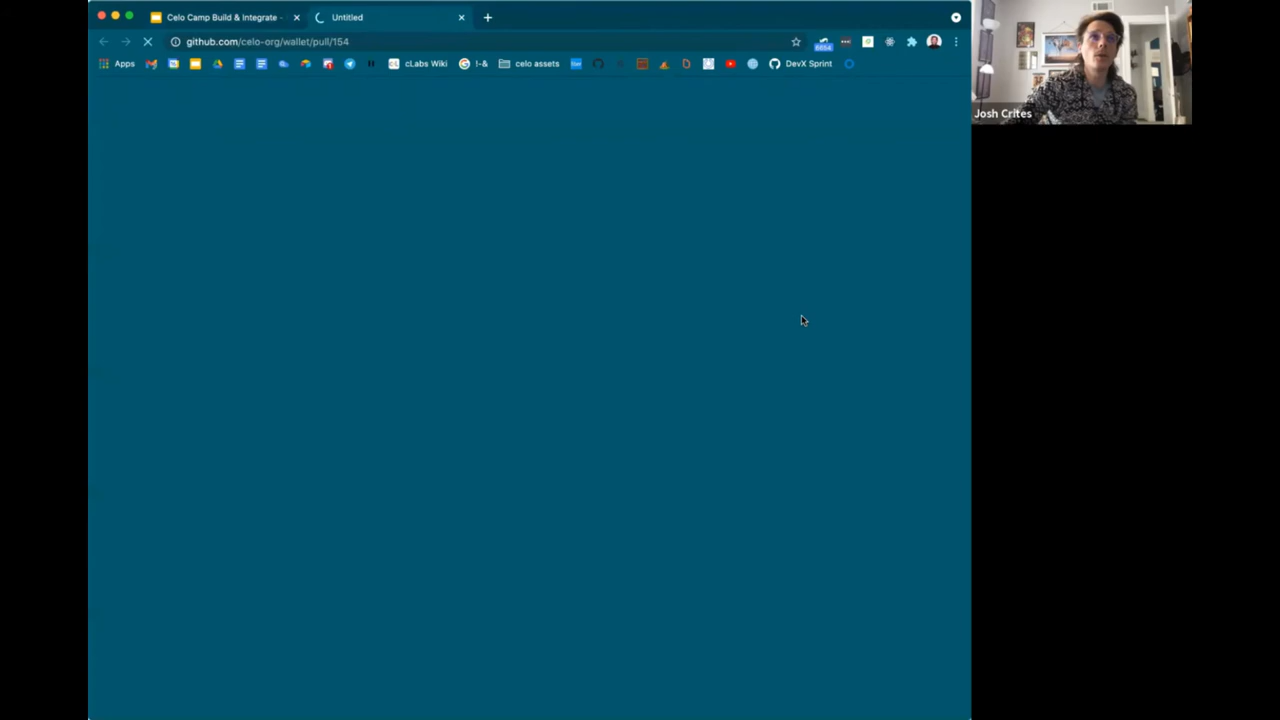 Celo Camp Build & Integrate -
Untitled
github.com/celo-org/wallet/pull/154
6654
Apps
cLabs Wiki
!-&
celo assets
DevX Sprint
Josh Crites